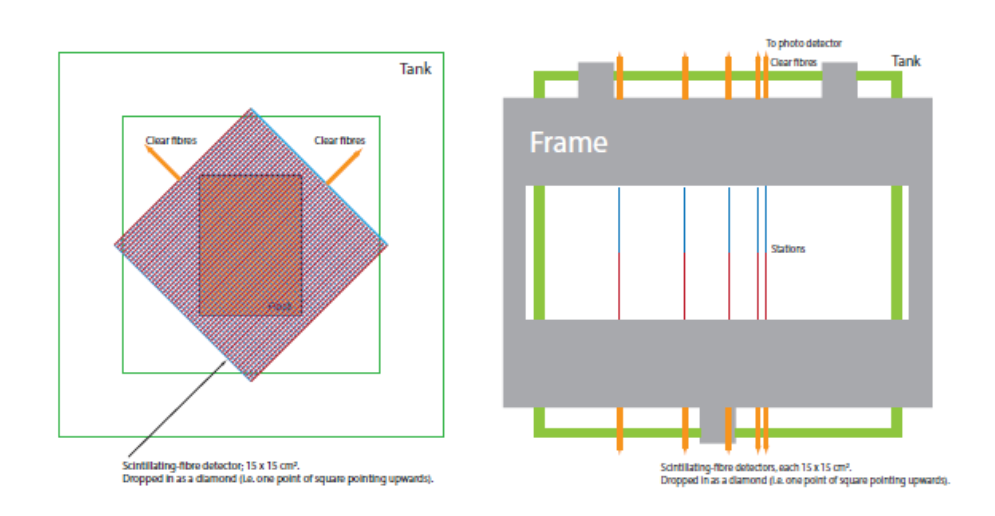 Tank
Clear fibres
Clear fibres
Scintillating-fibre detector; 15 x 15 cm².
Dropped in as a diamond (i.e. one point of square pointing upwards).
To photo detector
Clear fibres
Tank
Frame
Stations
Scintillating-fibre detectors, each 15 x 15 cm².
Dropped in as a diamond (i.e. one point of square pointing upwards).